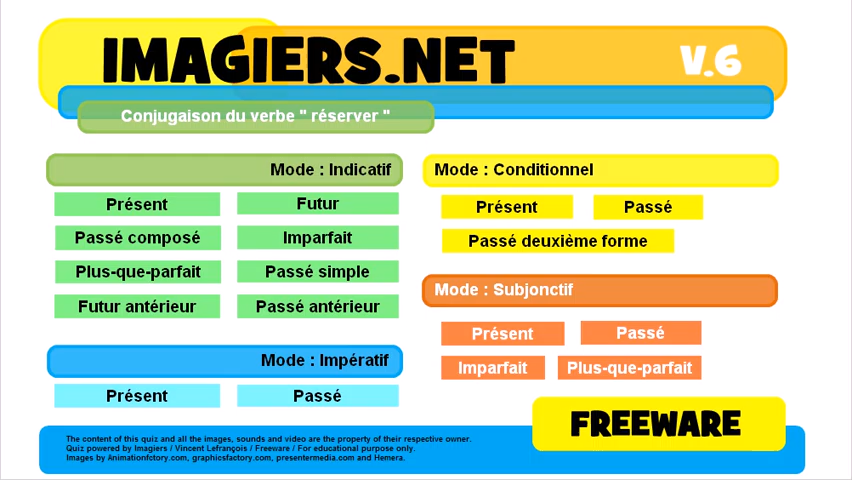 IMAGIERS.NET
V.6
Conjugaison du verbe " réserver "
Mode : Indicatif
Présent
Futur
Passé composé
Imparfait
Plus-que-parfait
Passé simple
Futur antérieur
Passé antérieur
Mode : Impératif
Présent
Passé
Mode : Conditionnel
Présent
Passé
Passé deuxième forme
Mode : Subjonctif
Présent
Passé
Imparfait
Plus-que-parfait
FREEWARE
The content of this quiz and all the images, sounds and video are the property of their respective owner.
Quiz powered by Imagiers / Vincent Lefrançois / Freeware / For educational purpose only.
Images by Animationfctory.com, graphicsfactory.com, presentermedia.com and Hemera.